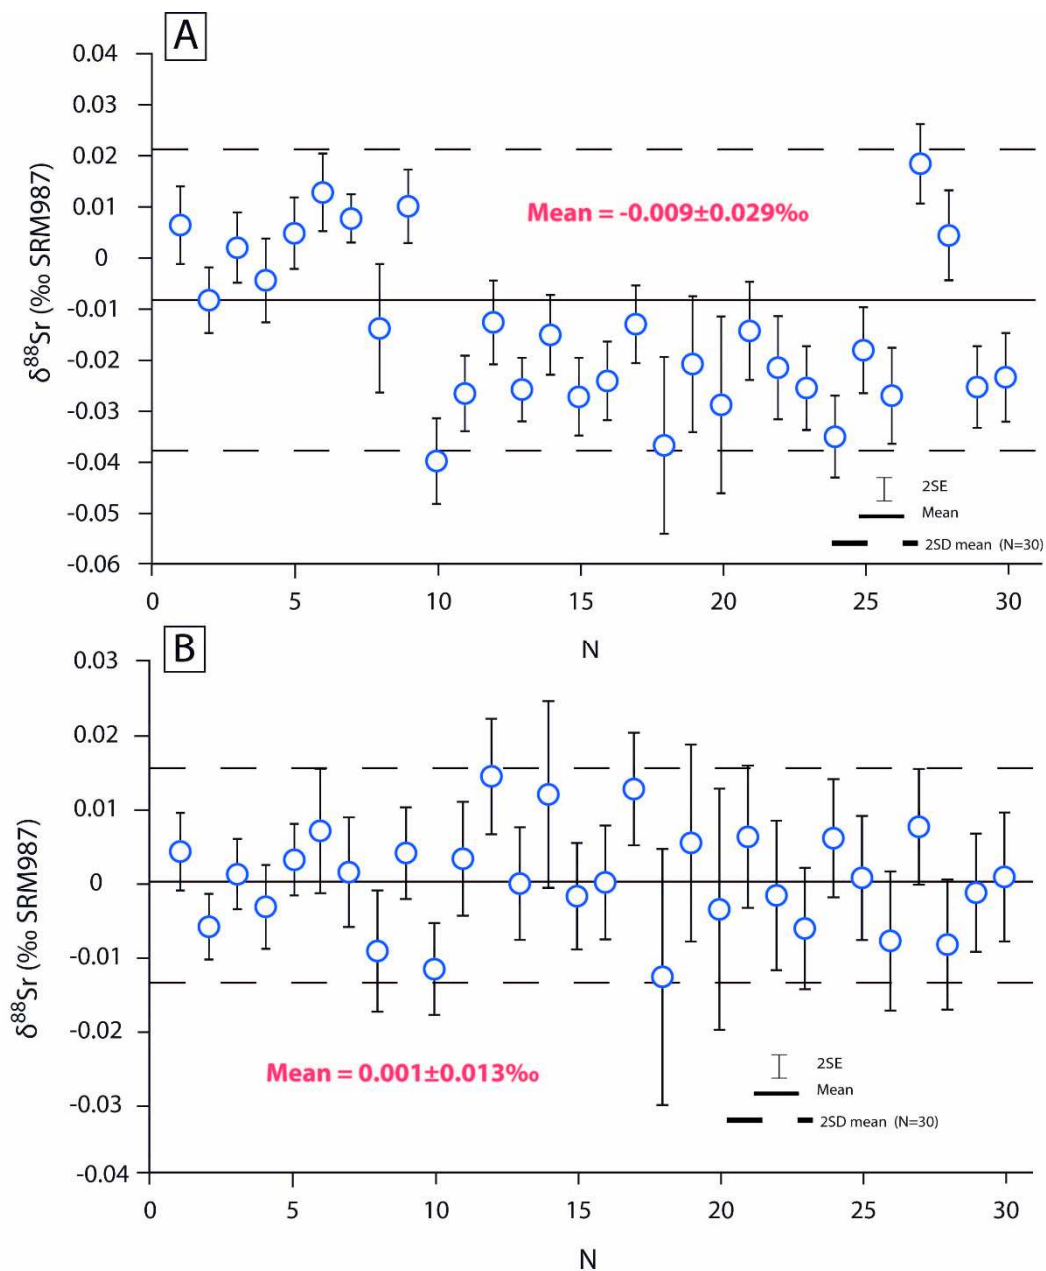 A
0.04
0.03
0.02
0.01
0
-0.01
-0.02
-0.03
-0.04
-0.05
-0.06
δ⁸⁸Sr (‰ SRM987)
Mean = -0.009±0.029‰
2SE
Mean
2SD mean (N=30)
0 5 10 15 20 25 30
N
B
0.03
0.02
0.01
0
-0.01
-0.02
-0.03
-0.04
δ⁸⁸Sr (‰ SRM987)
Mean = 0.001±0.013‰
2SE
Mean
2SD mean (N=30)
0 5 10 15 20 25 30
N